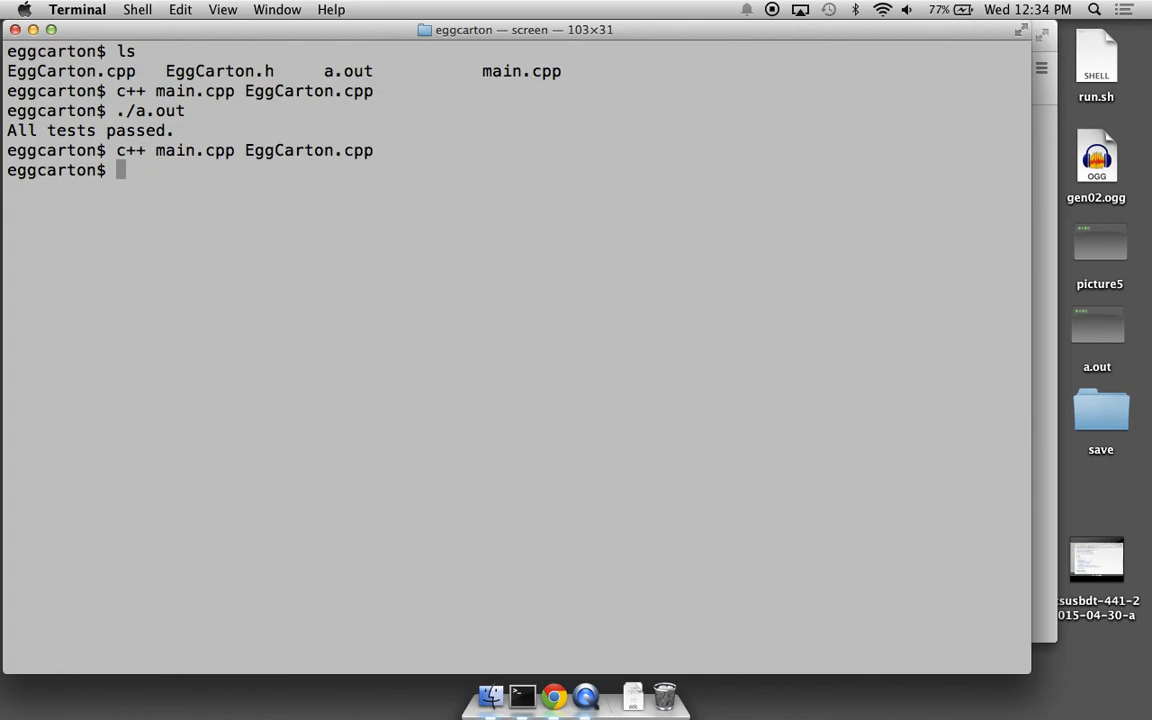 Terminal Shell Edit View Window Help 77% Wed 12:34 PM
eggcarton — screen — 103×31
eggcarton$ ls
EggCarton.cpp EggCarton.h a.out main.cpp
eggcarton$ c++ main.cpp EggCarton.cpp
eggcarton$ ./a.out
All tests passed.
eggcarton$ c++ main.cpp EggCarton.cpp
eggcarton$
SHELL
run.sh
OGG
gen02.ogg
picture5
a.out
save
susbdt-441-2
015-04-30-a